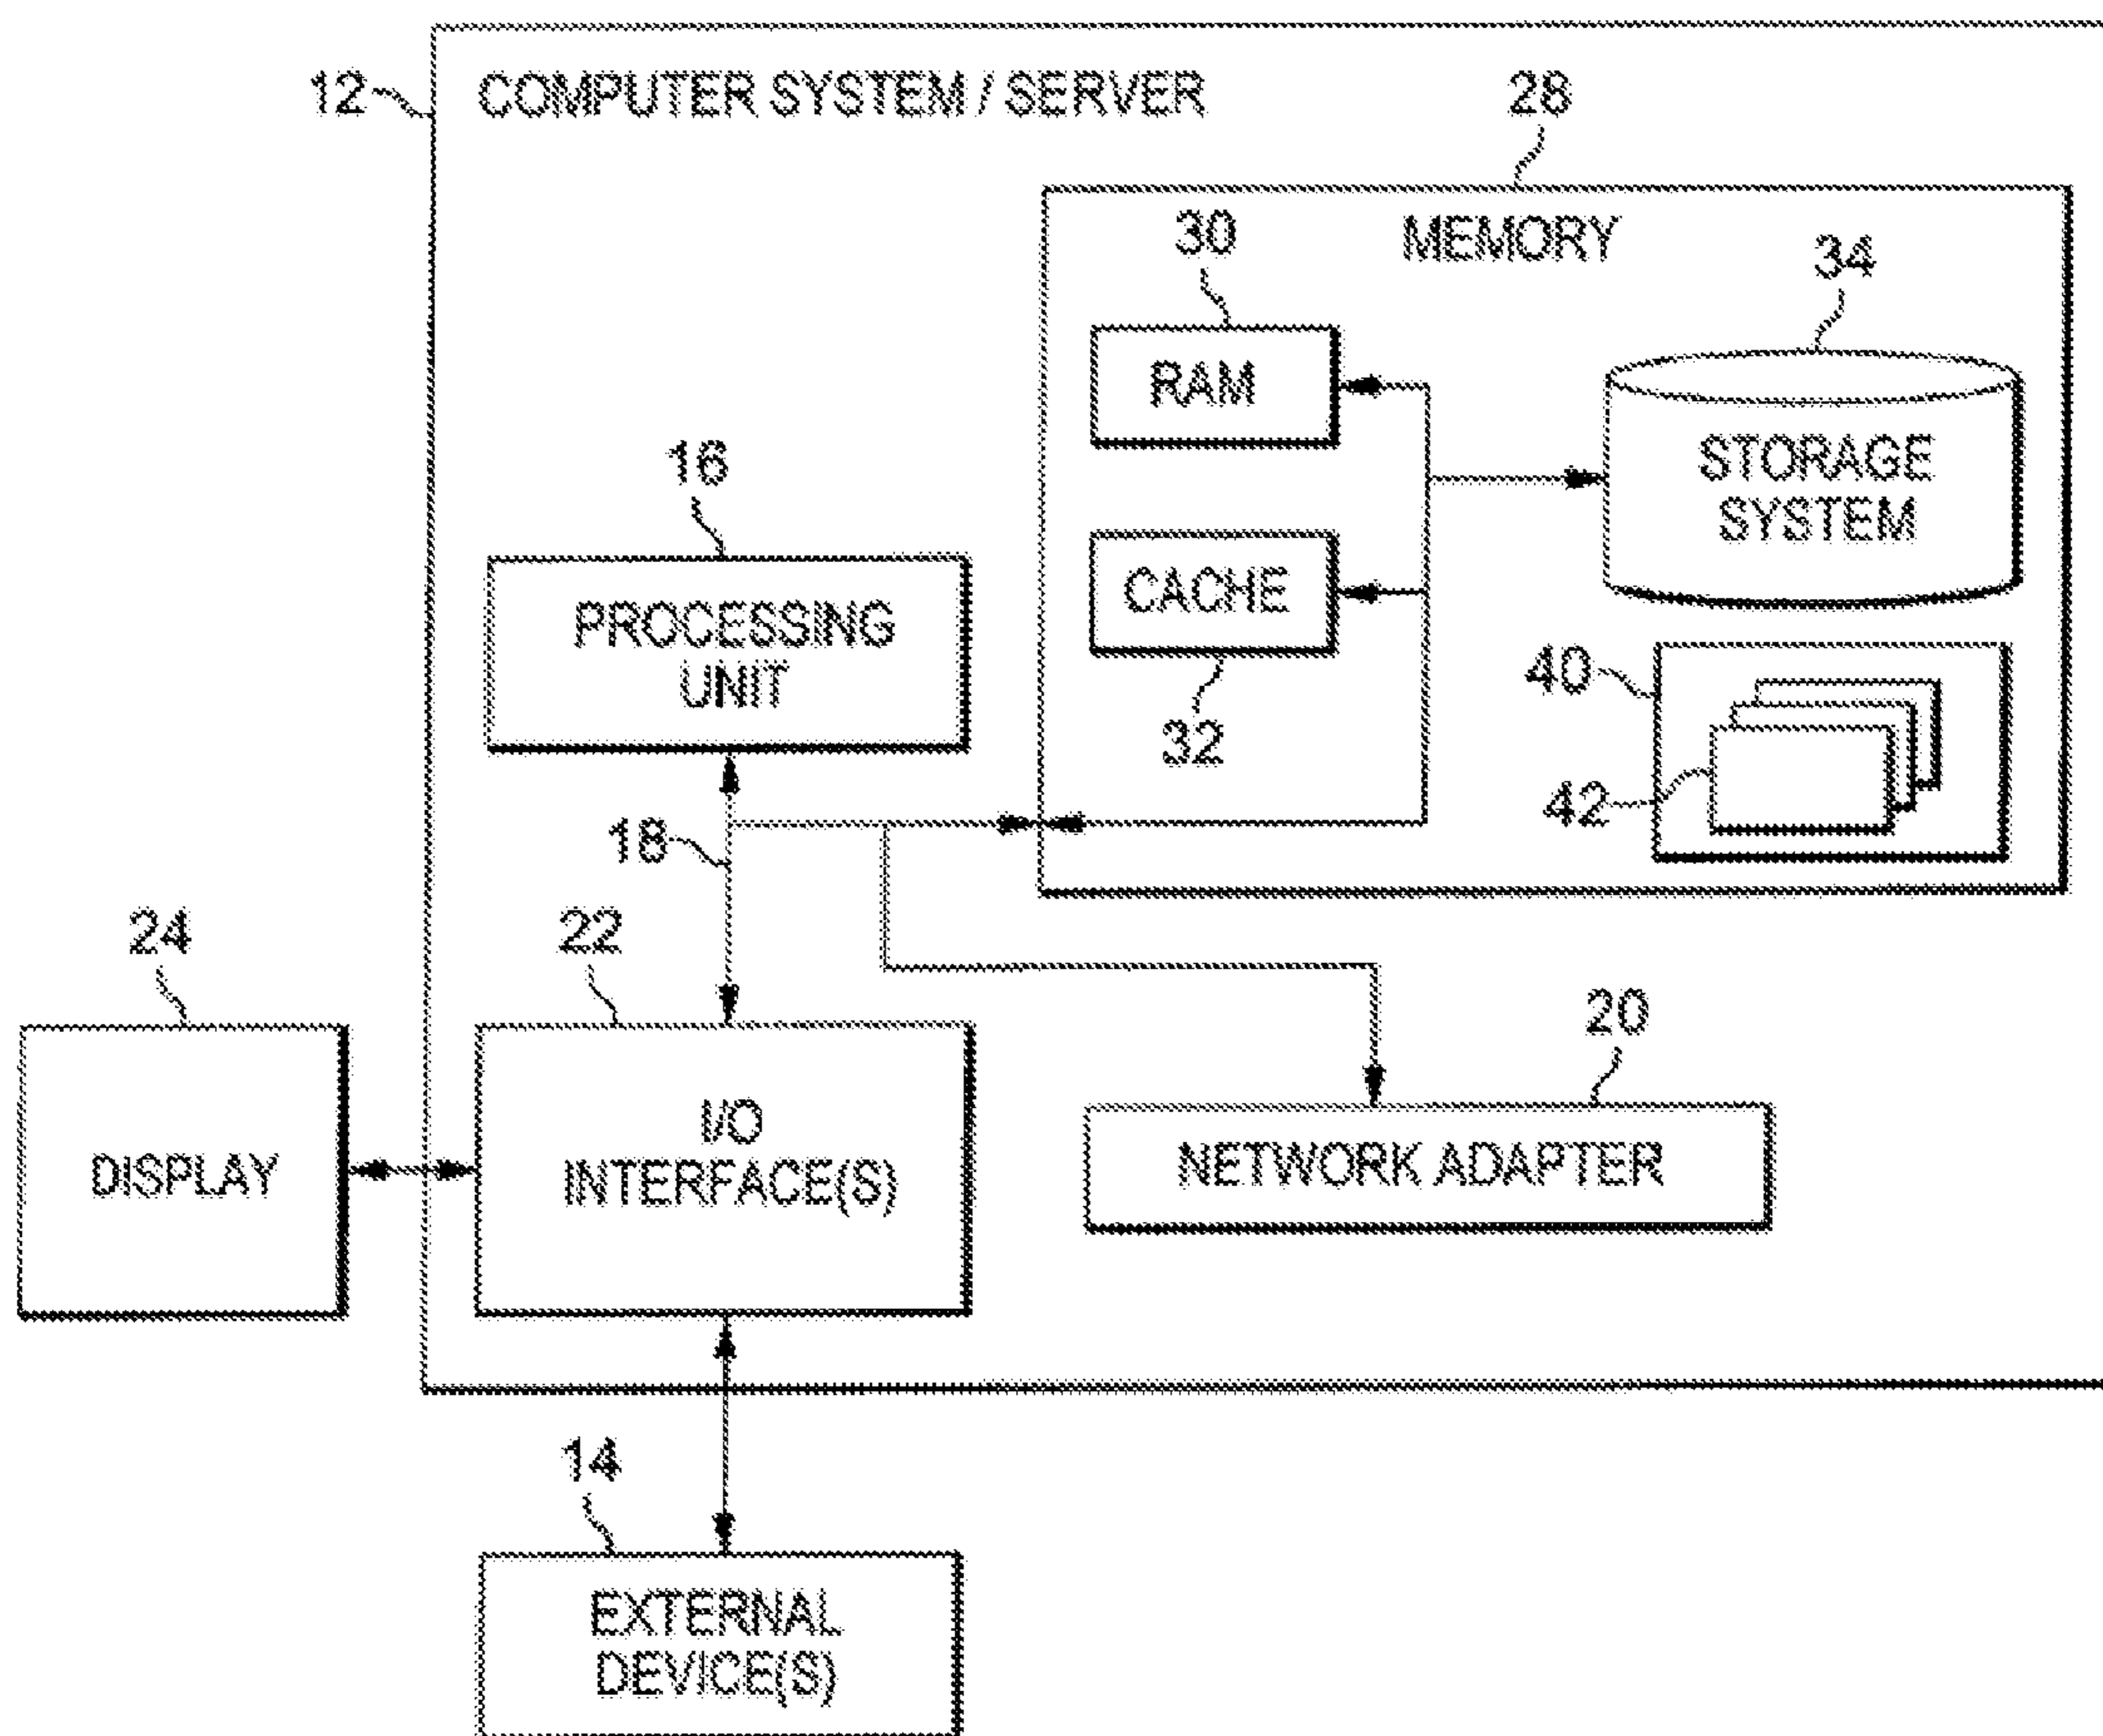 12
COMPUTER SYSTEM / SERVER
28
MEMORY
30
34
RAM
STORAGE
SYSTEM
16
CACHE
PROCESSING
UNIT
32
40
42
18
24
22
20
DISPLAY
I/O
INTERFACE(S)
NETWORK ADAPTER
14
EXTERNAL
DEVICE(S)